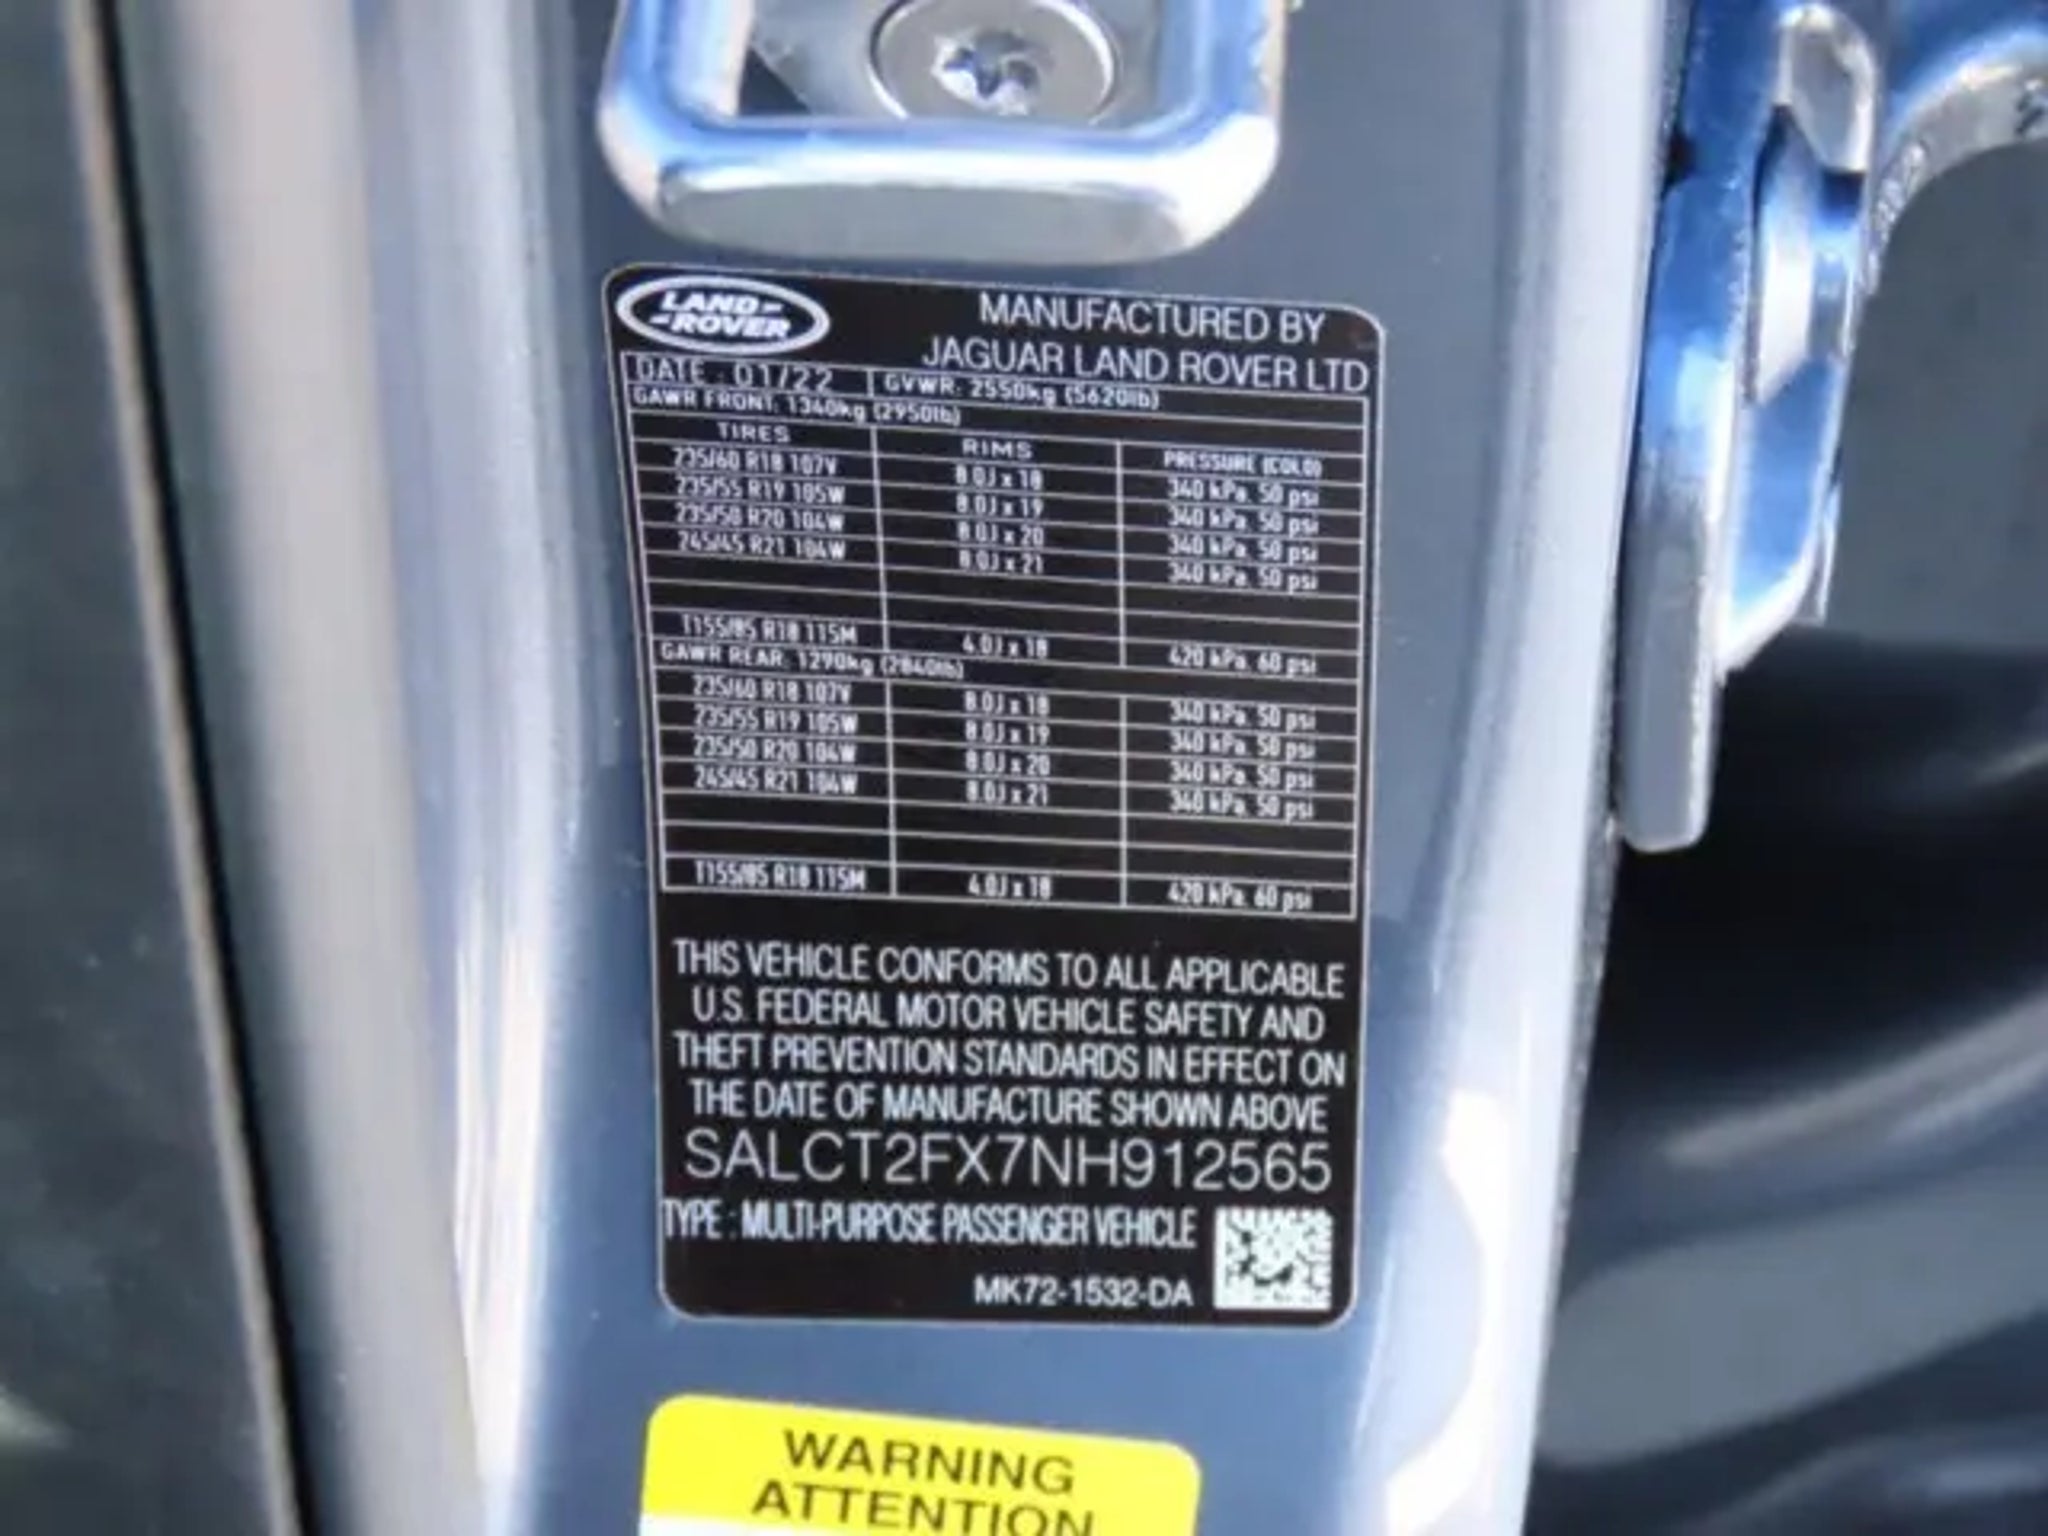 LAND-
-ROVER
MANUFACTURED BY
JAGUAR LAND ROVER LTD
DATE : 01/22 GVWR: 2550kg (5620lb)
GAWR FRONT: 1340kg (2950lb)
TIRES RIMS PRESSURE (COLD)
235/60 R18 107V 8.0J x 18 340 kPa. 50 psi
235/55 R19 105W 8.0J x 19 340 kPa. 50 psi
235/50 R20 104W 8.0J x 20 340 kPa. 50 psi
245/45 R21 104W 8.0J x 21 340 kPa. 50 psi
T155/85 R18 115M 4.0J x 18 420 kPa. 60 psi
GAWR REAR: 1290kg (2840lb)
235/60 R18 107V 8.0J x 18 340 kPa. 50 psi
235/55 R19 105W 8.0J x 19 340 kPa. 50 psi
235/50 R20 104W 8.0J x 20 340 kPa. 50 psi
245/45 R21 104W 8.0J x 21 340 kPa. 50 psi
T155/85 R18 115M 4.0J x 18 420 kPa. 60 psi
THIS VEHICLE CONFORMS TO ALL APPLICABLE
U.S. FEDERAL MOTOR VEHICLE SAFETY AND
THEFT PREVENTION STANDARDS IN EFFECT ON
THE DATE OF MANUFACTURE SHOWN ABOVE
SALCT2FX7NH912565
TYPE : MULTI-PURPOSE PASSENGER VEHICLE
MK72-1532-DA
WARNING
ATTENTION